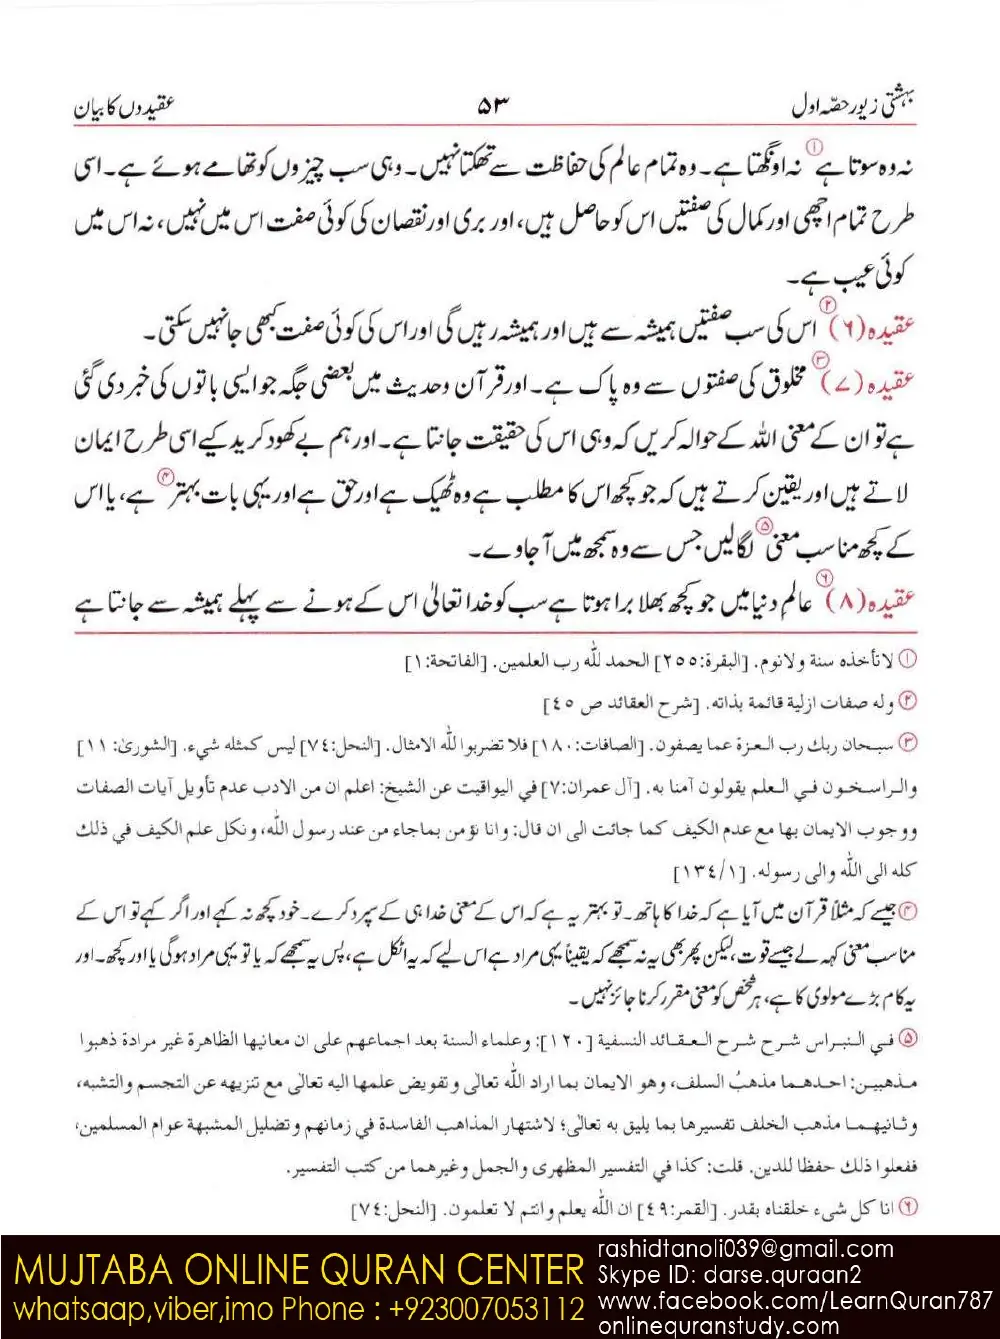 بہشتی زیور حصّہ اول ۵۳ عقیدوں کا بیان
نہ وہ سوتا ہے① نہ اونگھتا ہے۔ وہ تمام عالم کی حفاظت سے تھکتا نہیں۔ وہی سب چیزوں کو تھامے ہوئے ہے۔ اسی
طرح تمام اچھی اور کمال کی صفتیں اس کو حاصل ہیں، اور بری اور نقصان کی کوئی صفت اس میں نہیں، نہ اس میں
کوئی عیب ہے۔
عقیدہ (۶)② اس کی سب صفتیں ہمیشہ سے ہیں اور ہمیشہ رہیں گی اور اس کی کوئی صفت کبھی جا نہیں سکتی۔
عقیدہ (۷)③ مخلوق کی صفتوں سے وہ پاک ہے۔ اور قرآن وحدیث میں بعضی جگہ جو ایسی باتوں کی خبر دی گئی
ہے تو ان کے معنی اللہ کے حوالہ کریں کہ وہی اس کی حقیقت جانتا ہے۔ اور ہم بے کھود کرید کیے اسی طرح ایمان
لاتے ہیں اور یقین کرتے ہیں کہ جو کچھ اس کا مطلب ہے وہ ٹھیک ہے اور حق ہے اور یہی بات بہتر④ ہے، یا اس
کے کچھ مناسب معنی⑤ لگا لیں جس سے وہ سمجھ میں آ جاوے۔
عقیدہ (۸)⑥ عالم دنیا میں جو کچھ بھلا برا ہوتا ہے سب کو خدا تعالیٰ اس کے ہونے سے پہلے ہمیشہ سے جانتا ہے
① لا تأخذه سنة ولا نوم. [البقرة:٢٥٥] الحمد لله رب العلمين. [الفاتحة:١]
② وله صفات ازلية قائمة بذاته. [شرح العقائد ص ٤٥]
③ سبحان ربك رب العزة عما يصفون. [الصافات:١٨٠] فلا تضربوا لله الامثال. [النحل:٧٤] ليس كمثله شيء. [الشورىٰ: ١١]
والراسخون في العلم يقولون آمنا به. [آل عمران:٧] في اليواقيت عن الشيخ: اعلم ان من الادب عدم تأويل آيات الصفات
ووجوب الايمان بها مع عدم الكيف كما جائت الى ان قال: وانا نؤمن بماجاء من عند رسول الله، ونكل علم الكيف في ذلك
كله الى الله والى رسوله. [١٣٤/١]
④ جیسے کہ مثلاً قرآن میں آیا ہے کہ خدا کا ہاتھ۔ تو بہتر یہ ہے کہ اس کے معنی خدا ہی کے سپرد کرے۔ خود کچھ نہ کہے اور اگر کہے تو اس کے
مناسب معنی کہہ لے جیسے قوت، لیکن پھر بھی یہ نہ سمجھے کہ یقیناً یہی مراد ہے اس لیے کہ یہ اٹکل ہے، پس یہ سمجھے کہ یا تو یہی مراد ہوگی یا اور کچھ۔ اور
یہ کام بڑے مولوی کا ہے، ہر شخص کو معنی مقرر کرنا جائز نہیں۔
⑤ في النبراس شرح شرح العقائد النسفية [١٢٠]: وعلماء السنة بعد اجماعهم على ان معانيها الظاهرة غير مرادة ذهبوا
مذهبين: احدهما مذهبُ السلف، وهو الايمان بما اراد الله تعالى وتفويض علمها اليه تعالى مع تنزيهه عن التجسم والتشبه،
وثانيهما مذهب الخلف تفسيرها بما يليق به تعالى؛ لاشتهار المذاهب الفاسدة في زمانهم وتضليل المشبهة عوام المسلمين،
ففعلوا ذلك حفظا للدين. قلت: كذا في التفسير المظهرى والجمل وغيرهما من كتب التفسير.
⑥ انا كل شيء خلقناه بقدر. [القمر:٤٩] ان الله يعلم وانتم لا تعلمون. [النحل:٧٤]
MUJTABA ONLINE QURAN CENTER
whatsaap,viber,imo Phone : +923007053112
rashidtanoli039@gmail.com
Skype ID: darse.quraan2
www.facebook.com/LearnQuran787
onlinequranstudy.com